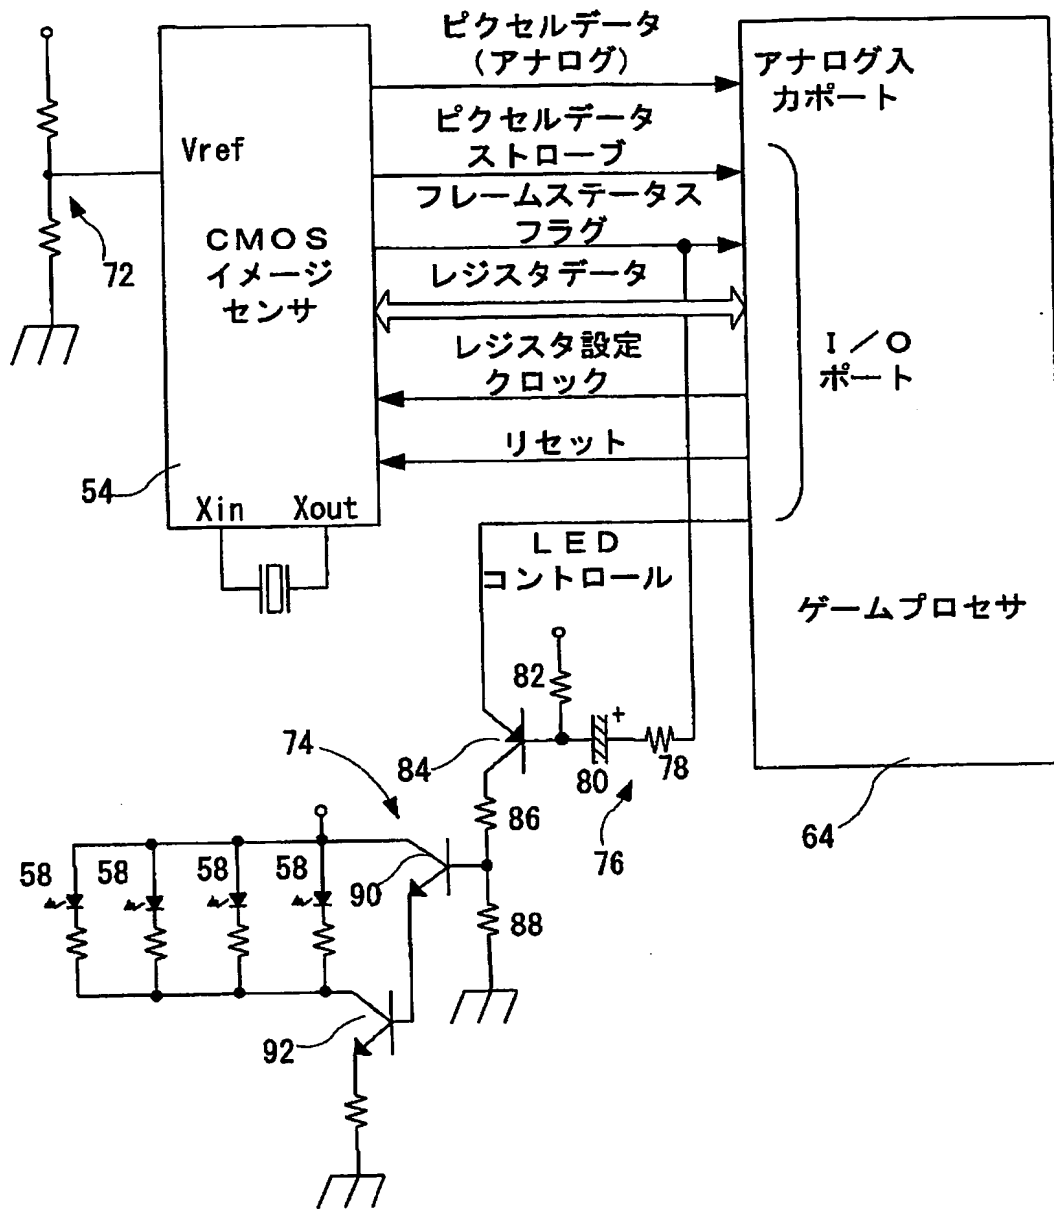 ピクセルデータ
(アナログ)
アナログ入
力ポート
Vref
ピクセルデータ
ストローブ
フレームステータス
フラグ
72
CMOS
イメージ
センサ
レジスタデータ
レジスタ設定
クロック
I/O
ポート
リセット
54
Xin
Xout
LED
コントロール
ゲームプロセサ
82
+
74
84
80
78
86
76
64
58
58
58
58
90
88
92